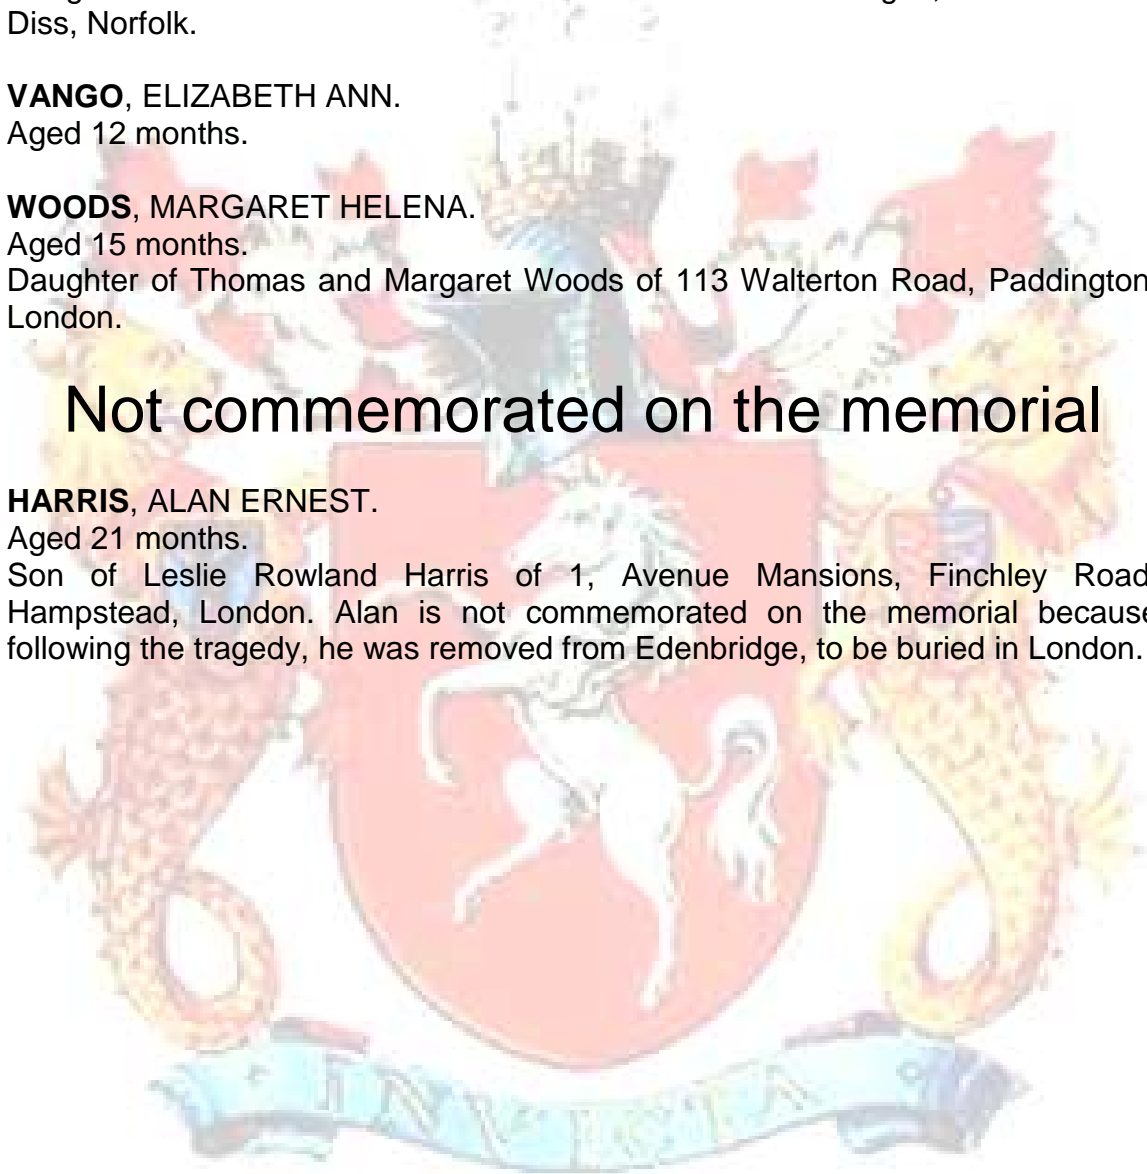 Diss, Norfolk.
VANGO, ELIZABETH ANN.
Aged 12 months.
WOODS, MARGARET HELENA.
Aged 15 months.
Daughter of Thomas and Margaret Woods of 113 Walterton Road, Paddington
London.
Not commemorated on the memorial
HARRIS, ALAN ERNEST.
Aged 21 months.
Son of Leslie Rowland Harris of 1, Avenue Mansions, Finchley Road
Hampstead, London. Alan is not commemorated on the memorial because
following the tragedy, he was removed from Edenbridge, to be buried in London.
INVICTA